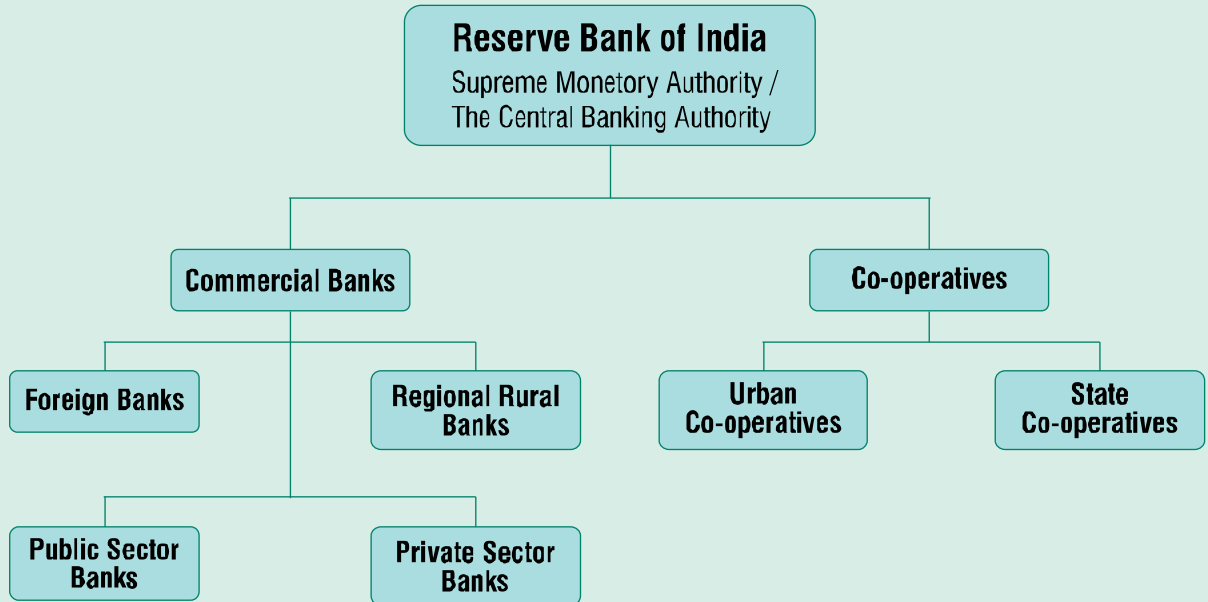 Reserve Bank of India
Supreme Monetory Authority /
The Central Banking Authority
Commercial Banks
Co-operatives
Foreign Banks
Regional Rural
Banks
Urban
Co-operatives
State
Co-operatives
Public Sector
Banks
Private Sector
Banks